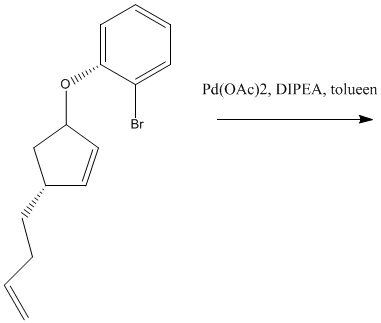 O
Br
Pd(OAc)2, DIPEA, tolueen